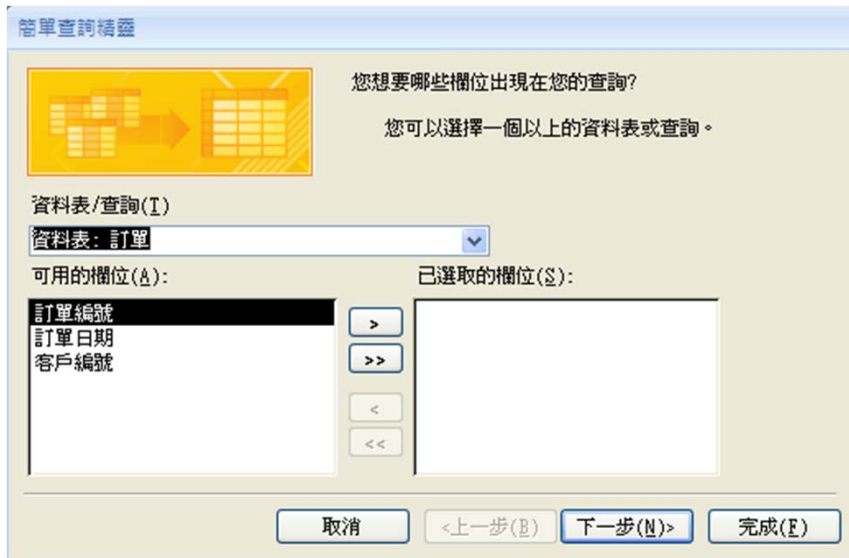 簡單查詢精靈
您想要哪些欄位出現在您的查詢?
您可以選擇一個以上的資料表或查詢。
資料表/查詢(T)
資料表: 訂單
可用的欄位(A):
已選取的欄位(S):
訂單編號
訂單日期
客戶編號
>
>>
<
<<
取消
<上一步(B)
下一步(N)>
完成(F)